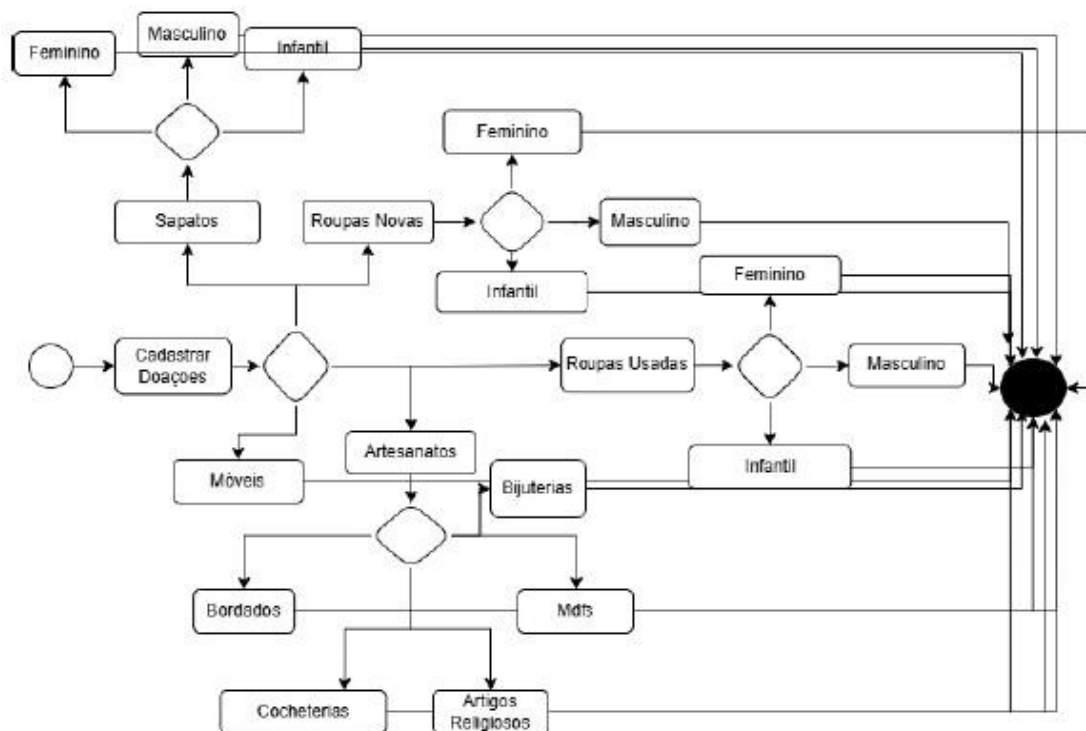 Masculino
Feminino
Infantil
Feminino
Sapatos
Roupas Novas
Masculino
Feminino
Infantil
Cadastrar
Doaçoes
Roupas Usadas
Masculino
Artesanatos
Infantil
Móveis
Bijuterias
Bordados
Mdfs
Cocheterias
Artigos
Religiosos